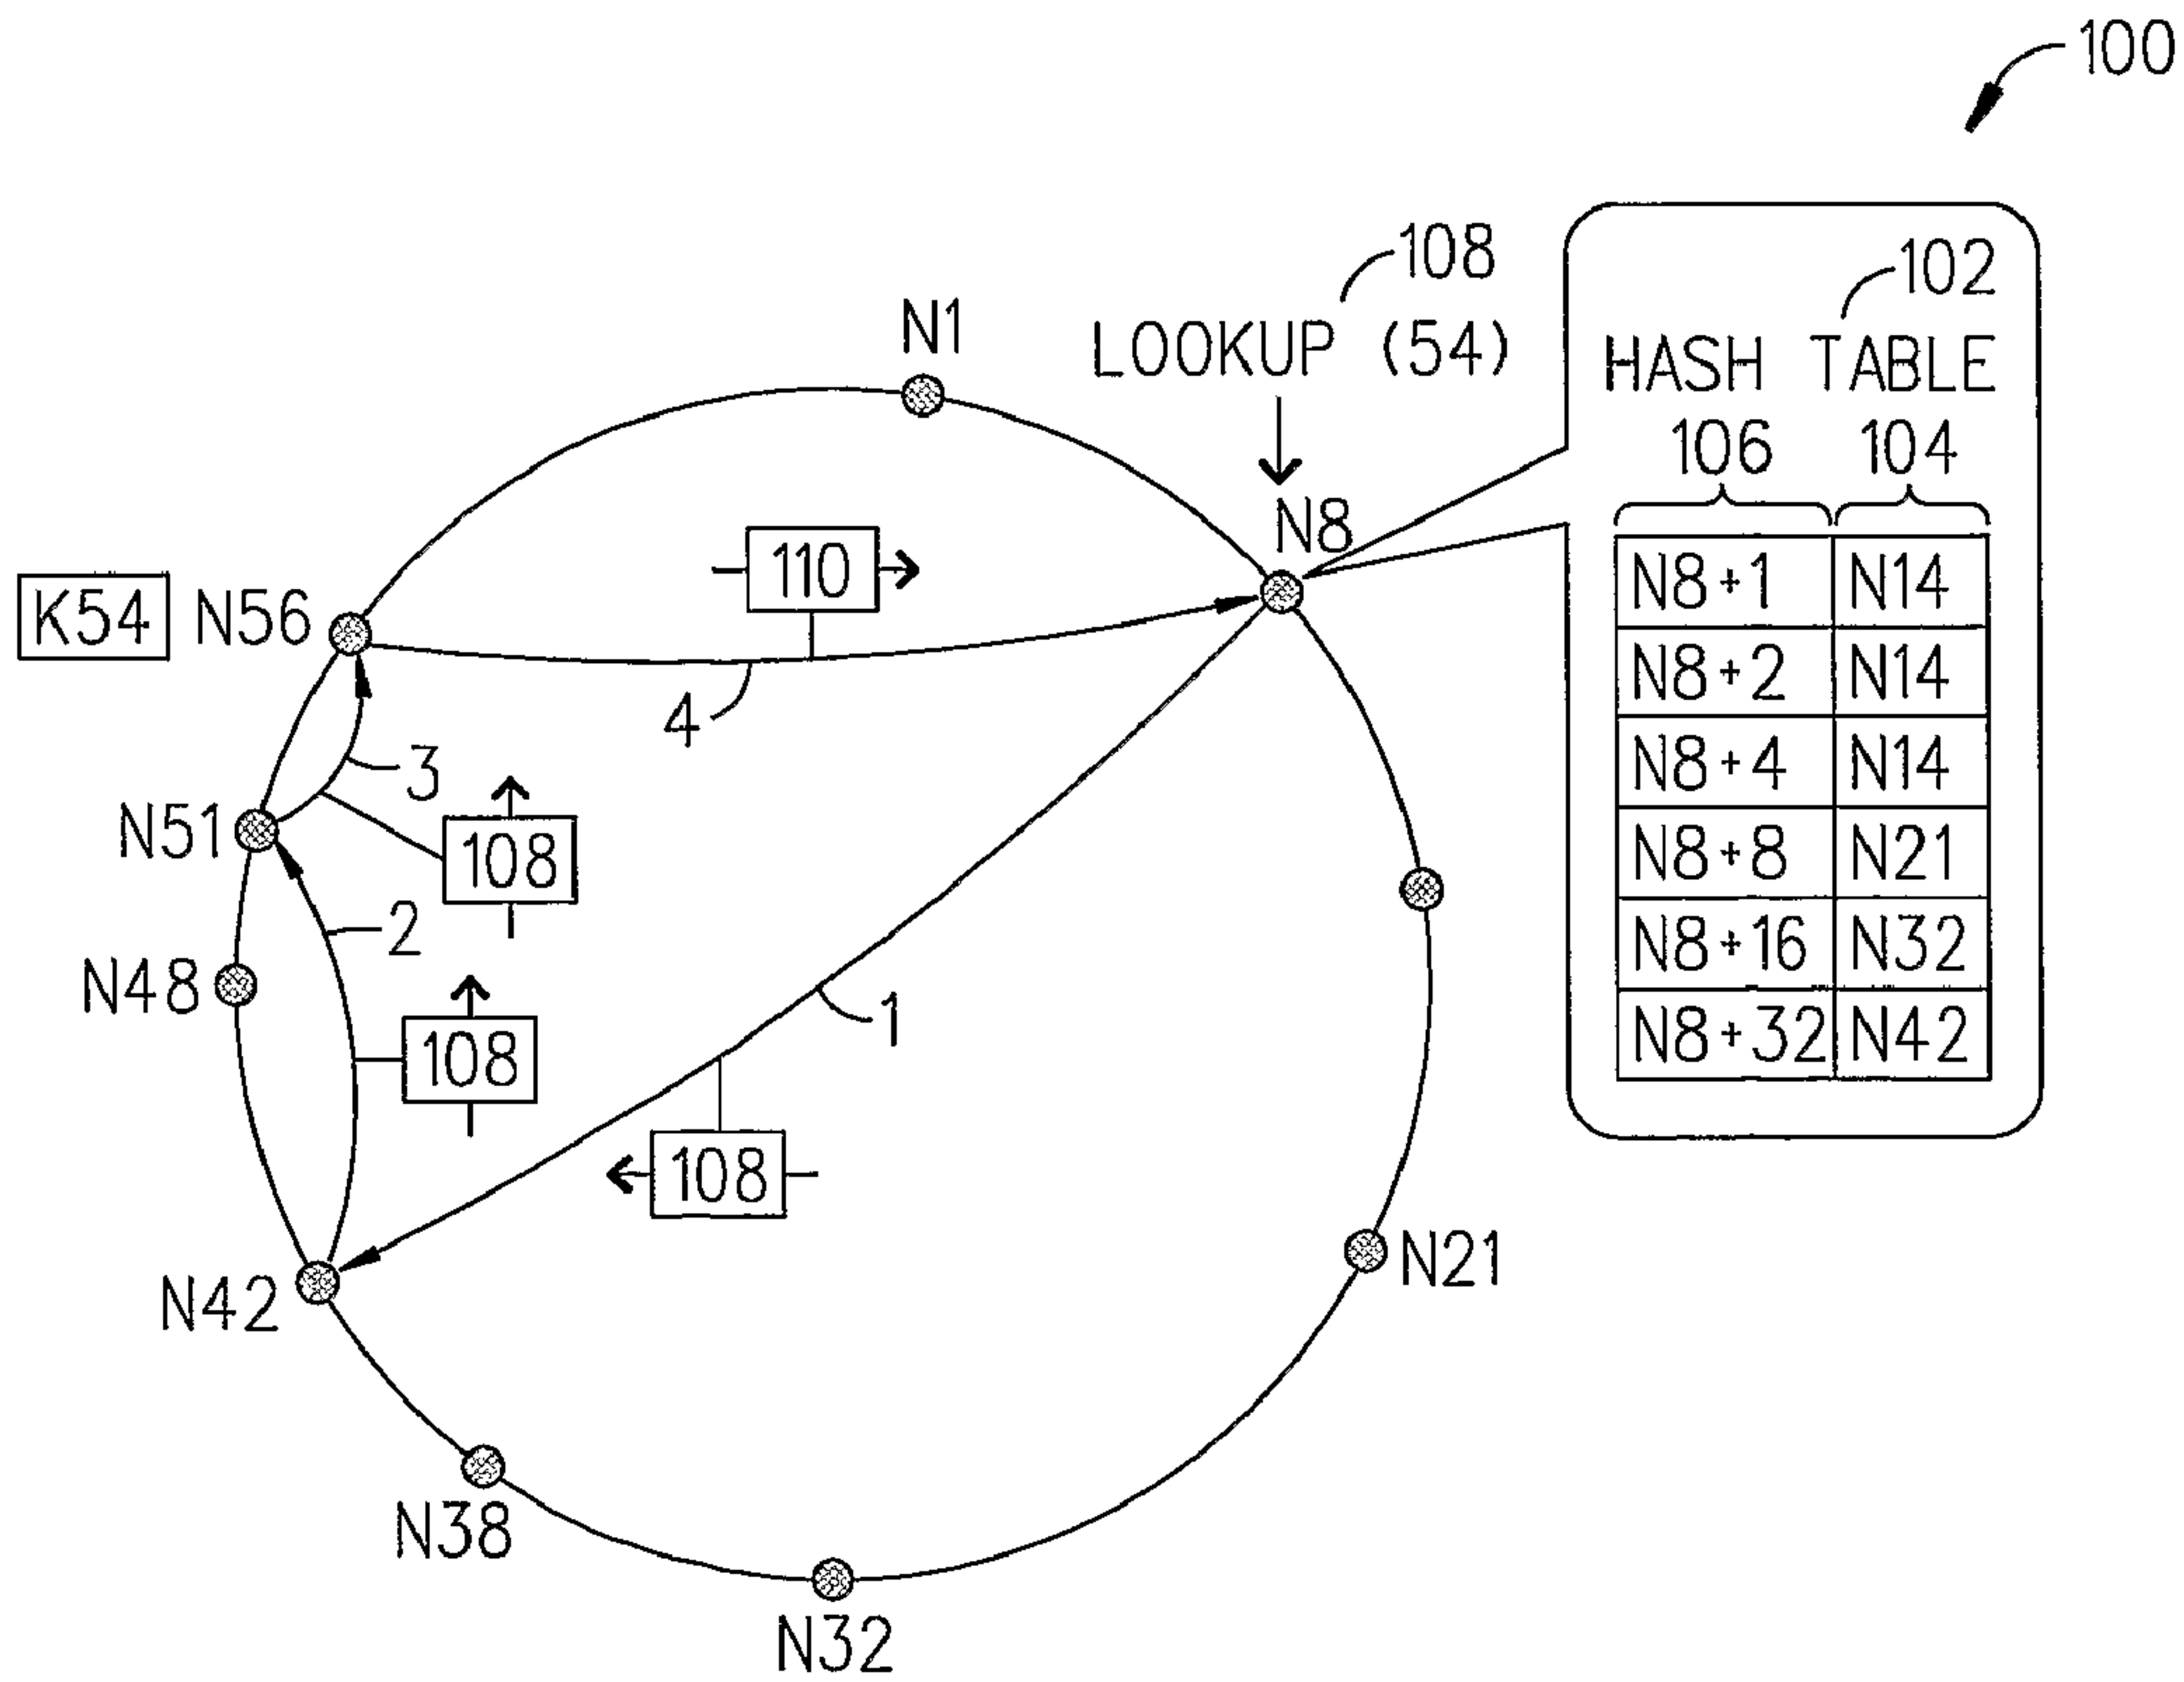 100
108
102
LOOKUP (54)
N1
HASH TABLE
106 104
N8
110
K54 N56
N8+1 N14
N8+2 N14
N8+4 N14
N8+8 N21
N8+16 N32
N8+32 N42
4
3
N51
108
2
N48
1
108
108
N42
N21
N38
N32